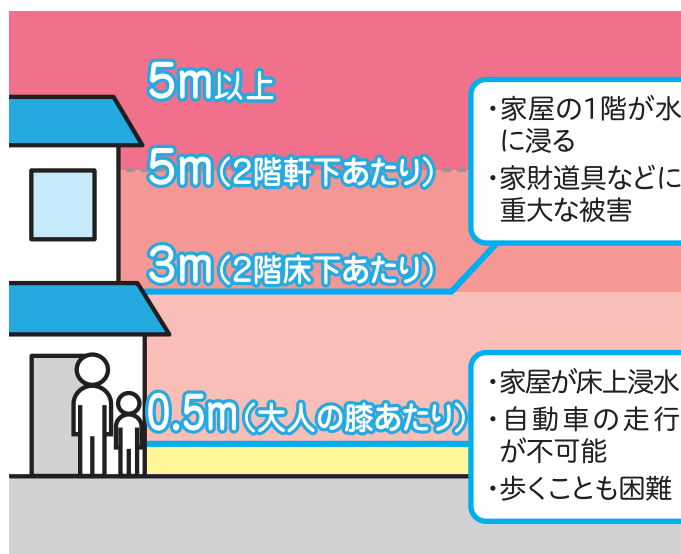 5m以上
5m（2階軒下あたり）
3m（2階床下あたり）
0.5m（大人の膝あたり）
・家屋の1階が水
に浸る
・家財道具などに
重大な被害
・家屋が床上浸水
・自動車の走行
が不可能
・歩くことも困難